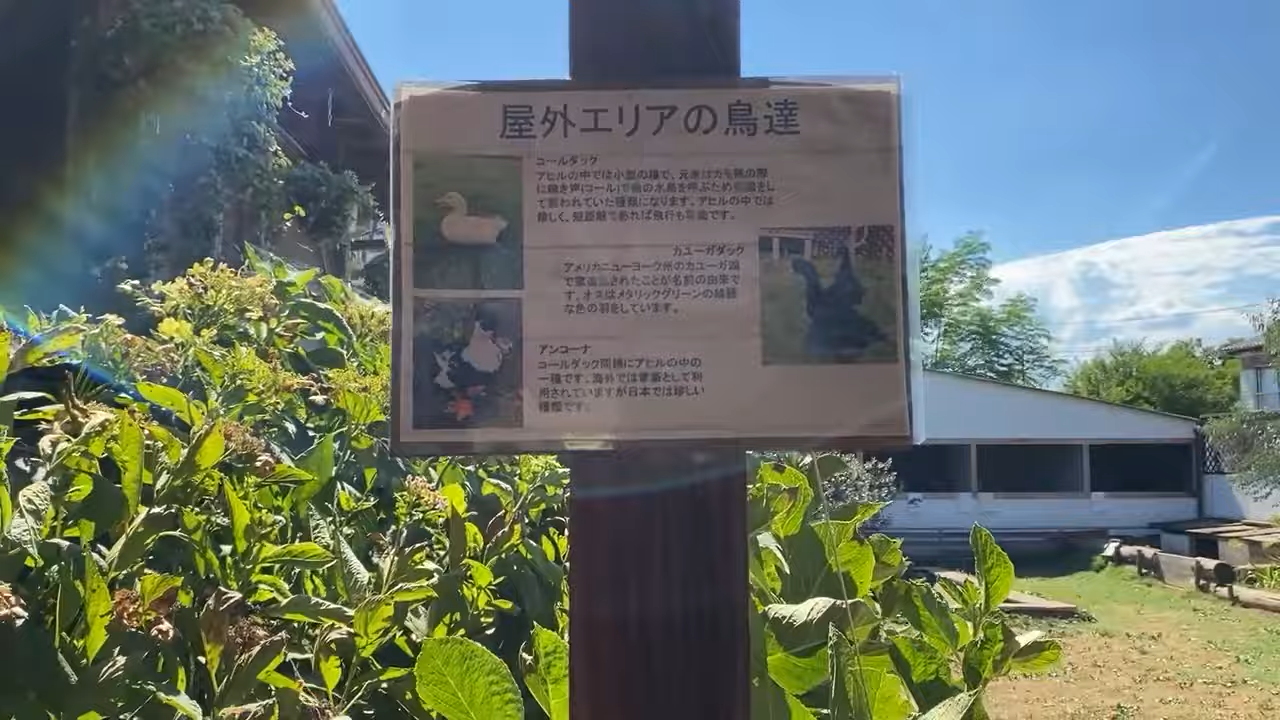 屋外エリアの鳥達
コールダック
アヒルの中では小型の種で、元来はカモ猟の際
に鳴き声(コール)で他の水鳥を呼ぶため
て飼われていた種類になります。アヒルの中では
珍しく、短距離であれば飛行も可能です。
カユーガダック
アメリカニューヨーク州のカユーガ湖
で家畜化されたことが名前の由来で
す。オスはメタリックグリーンの綺麗
な色の羽をしています。
アンコーナ
コールダック同様にアヒルの中の
一種です。海外では家畜として利
用されていますが日本では珍しい
種類です。